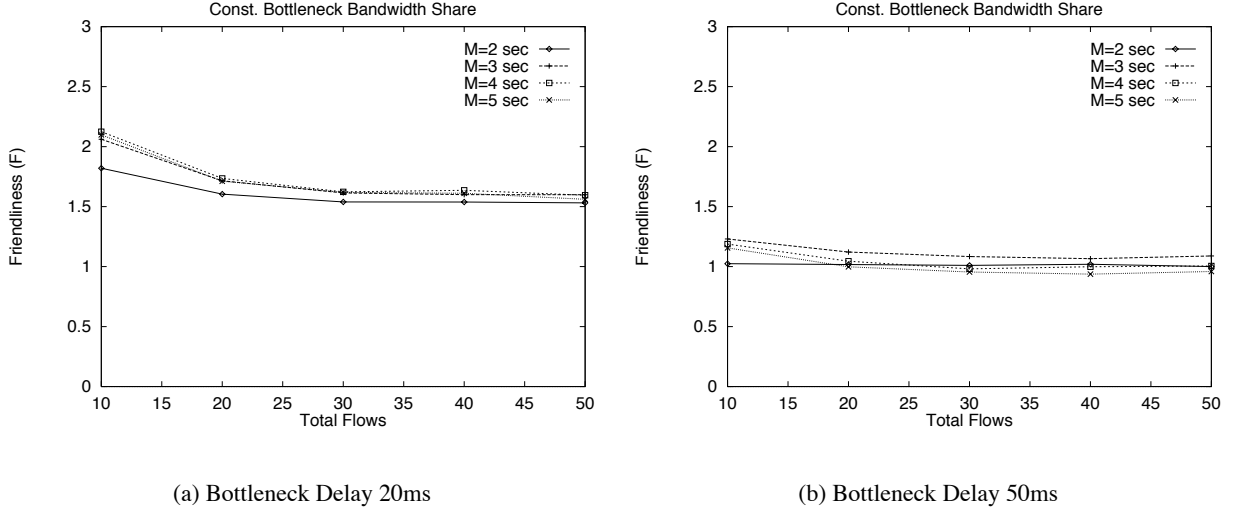 Const. Bottleneck Bandwidth Share
3
2.5
2
1.5
1
0.5
0
Friendliness (F)
M=2 sec
M=3 sec
M=4 sec
M=5 sec
10 15 20 25 30 35 40 45 50
Total Flows
(a) Bottleneck Delay 20ms
Const. Bottleneck Bandwidth Share
3
2.5
2
1.5
1
0.5
0
Friendliness (F)
M=2 sec
M=3 sec
M=4 sec
M=5 sec
10 15 20 25 30 35 40 45 50
Total Flows
(b) Bottleneck Delay 50ms